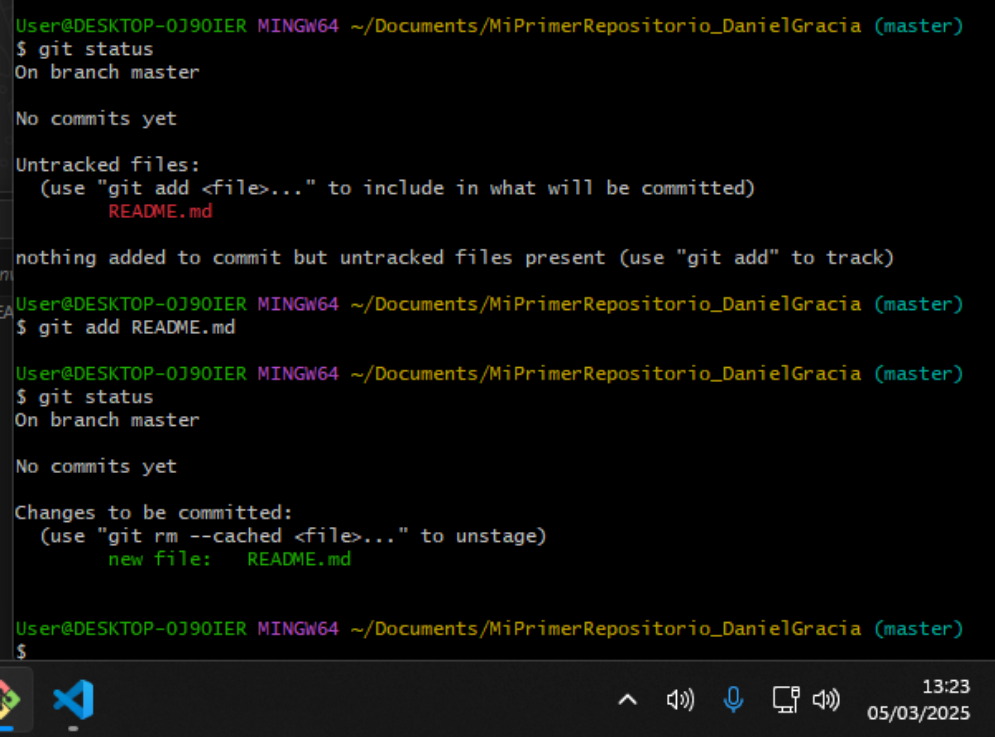 User@DESKTOP-OJ9OIER MINGW64 ~/Documents/MiPrimerRepositorio_DanielGracia (master)
$ git status
On branch master
No commits yet
Untracked files:
(use "git add <file>..." to include in what will be committed)
README.md
nothing added to commit but untracked files present (use "git add" to track)
User@DESKTOP-OJ9OIER MINGW64 ~/Documents/MiPrimerRepositorio_DanielGracia (master)
$ git add README.md
User@DESKTOP-OJ9OIER MINGW64 ~/Documents/MiPrimerRepositorio_DanielGracia (master)
$ git status
On branch master
No commits yet
Changes to be committed:
(use "git rm --cached <file>..." to unstage)
new file:   README.md
User@DESKTOP-OJ9OIER MINGW64 ~/Documents/MiPrimerRepositorio_DanielGracia (master)
$
13:23
05/03/2025